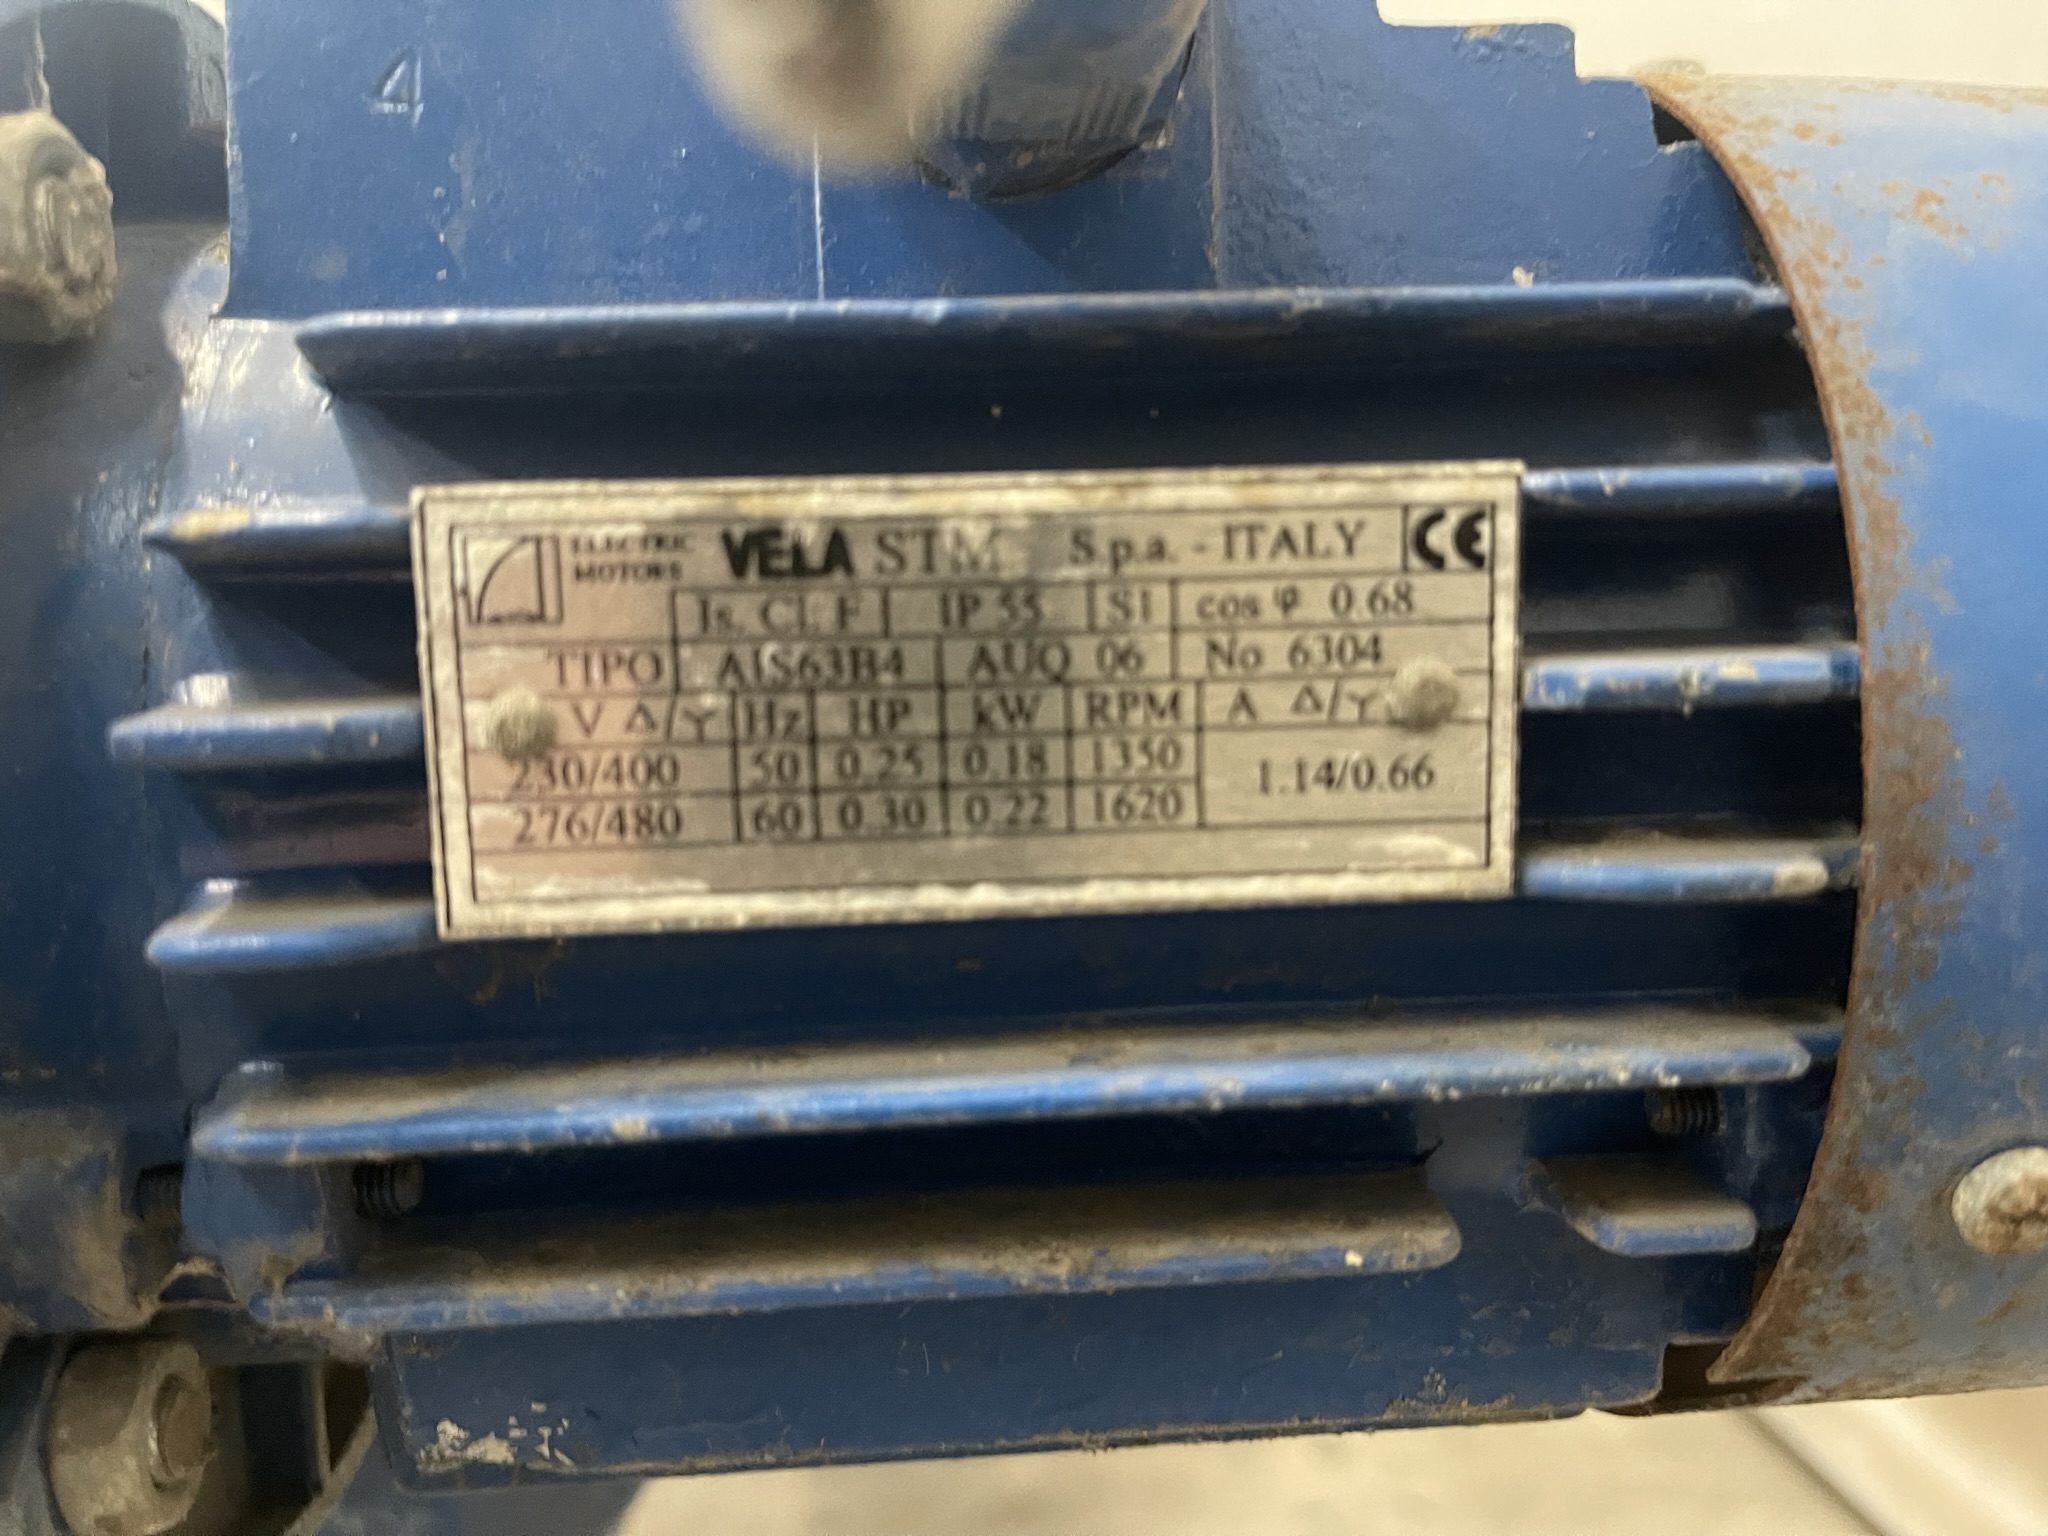 4
ELECTRIC MOTORS VELA STM S.p.a. - ITALY CE
Is. Cl. F IP 55 S1 cos φ 0.68
TIPO AIS63B4 AUQ 06 No 6304
V Δ/Y Hz HP kW RPM A Δ/Y
230/400 50 0.25 0.18 1350 1.14/0.66
276/480 60 0.30 0.22 1620